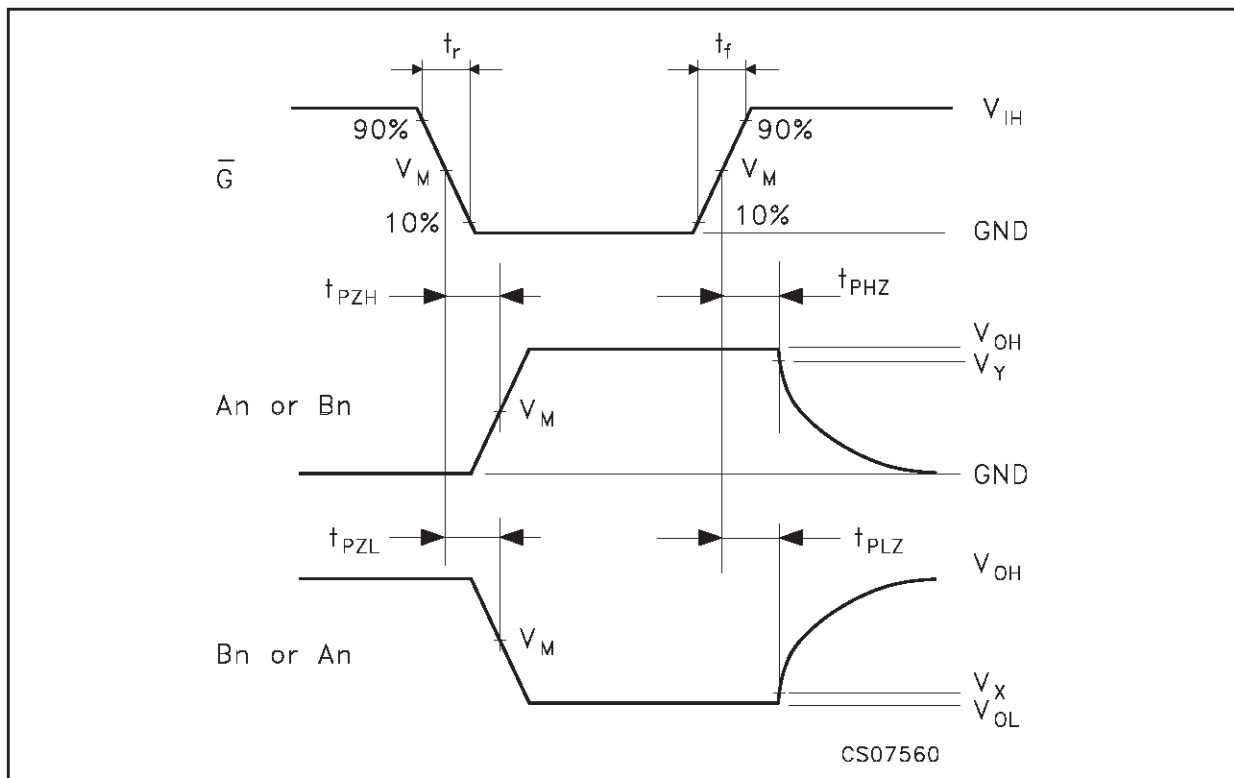 tr
tf
90%
90%
VIH
G̅
VM
VM
10%
10%
GND
tPZH
tPHZ
VOH
VY
An or Bn
VM
GND
tPZL
tPLZ
VOH
Bn or An
VM
VX
VOL
CS07560